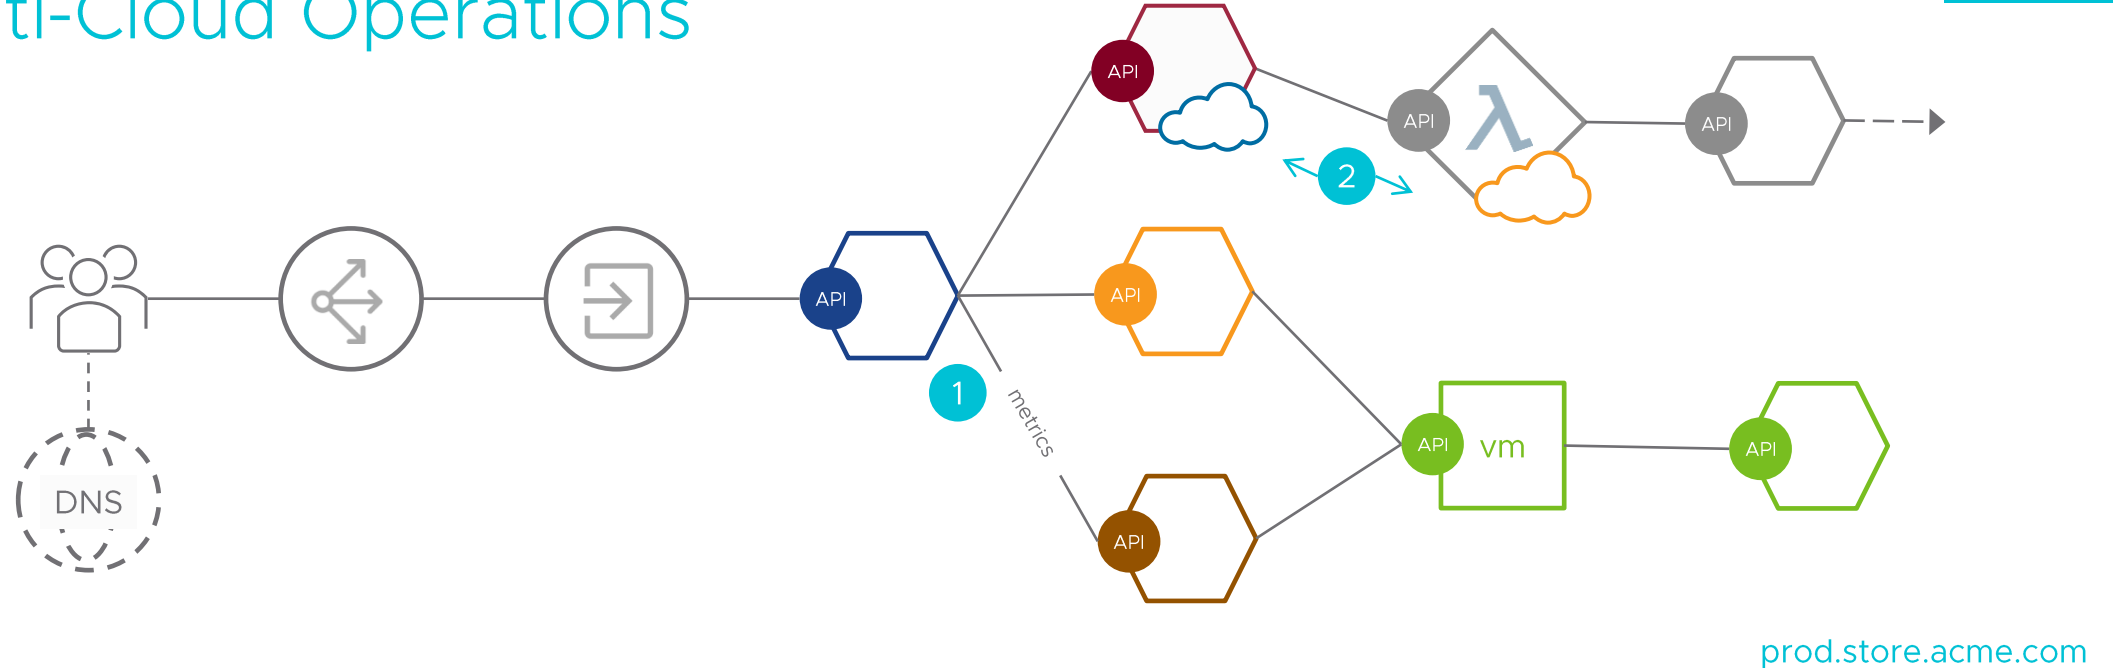 ti-Cloud Operations
API
API
λ
API
2
API
API
1
metrics
API
vm
API
API
DNS
prod.store.acme.com